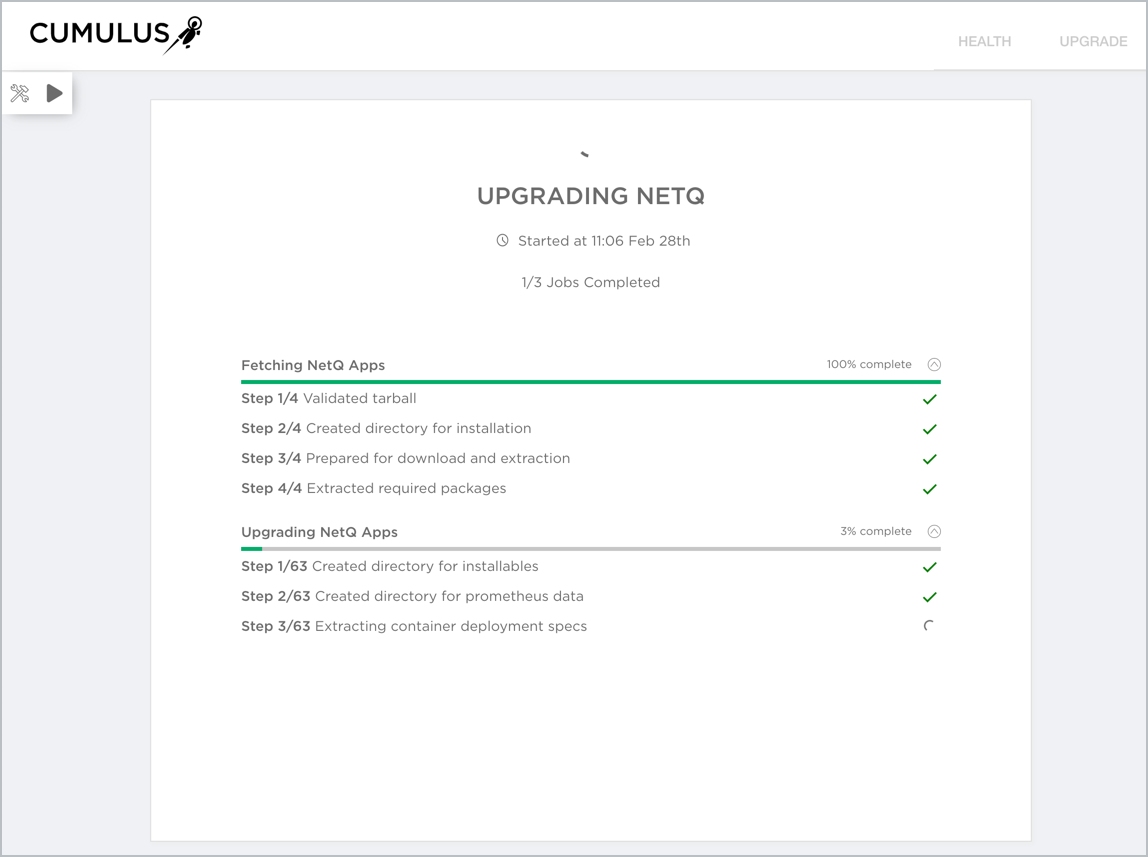 CUMULUS
HEALTH UPGRADE
UPGRADING NETQ
Started at 11:06 Feb 28th
1/3 Jobs Completed
Fetching NetQ Apps 100% complete
Step 1/4 Validated tarball
Step 2/4 Created directory for installation
Step 3/4 Prepared for download and extraction
Step 4/4 Extracted required packages
Upgrading NetQ Apps 3% complete
Step 1/63 Created directory for installables
Step 2/63 Created directory for prometheus data
Step 3/63 Extracting container deployment specs